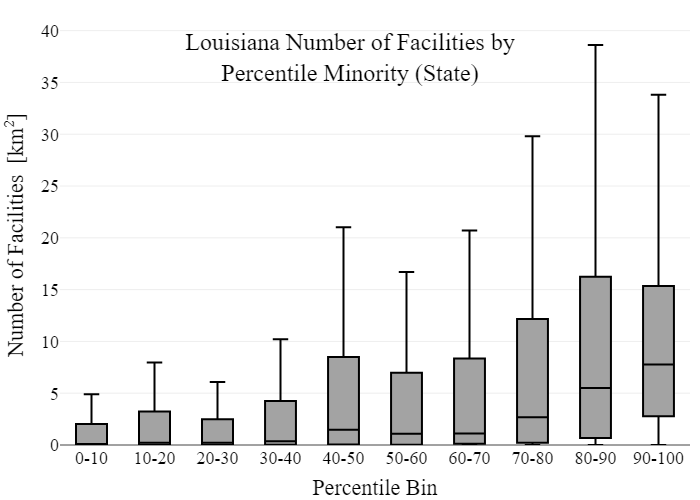 Louisiana Number of Facilities by
Percentile Minority (State)
Number of Facilities [km²]
40
35
30
25
20
15
10
5
0
0-10 10-20 20-30 30-40 40-50 50-60 60-70 70-80 80-90 90-100
Percentile Bin